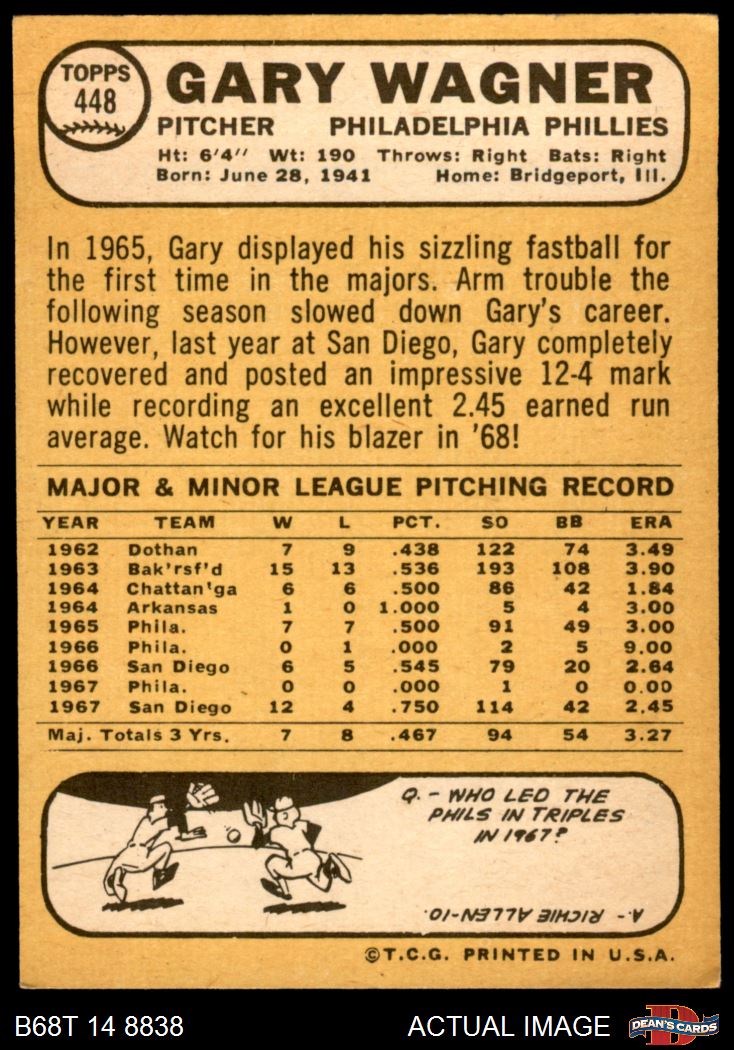 TOPPS
448
GARY WAGNER
PITCHER PHILADELPHIA PHILLIES
Ht: 6'4" Wt: 190 Throws: Right Bats: Right
Born: June 28, 1941 Home: Bridgeport, Ill.
In 1965, Gary displayed his sizzling fastball for
the first time in the majors. Arm trouble the
following season slowed down Gary's career.
However, last year at San Diego, Gary completely
recovered and posted an impressive 12-4 mark
while recording an excellent 2.45 earned run
average. Watch for his blazer in '68!
MAJOR & MINOR LEAGUE PITCHING RECORD
YEAR TEAM W L PCT. SO BB ERA
1962 Dothan 7 9 .438 122 74 3.49
1963 Bak'rsf'd 15 13 .536 193 108 3.90
1964 Chattan'ga 6 6 .500 86 42 1.84
1964 Arkansas 1 0 1.000 5 4 3.00
1965 Phila. 7 7 .500 91 49 3.00
1966 Phila. 0 1 .000 2 5 9.00
1966 San Diego 6 5 .545 79 20 2.64
1967 Phila. 0 0 .000 1 0 0.00
1967 San Diego 12 4 .750 114 42 2.45
Maj. Totals 3 Yrs. 7 8 .467 94 54 3.27
Q. - WHO LED THE
PHILS IN TRIPLES
IN 1967?
A - RICHIE ALLEN-10.
©T.C.G. PRINTED IN U.S.A.
B68T 14 8838 ACTUAL IMAGE DEAN'S CARDS